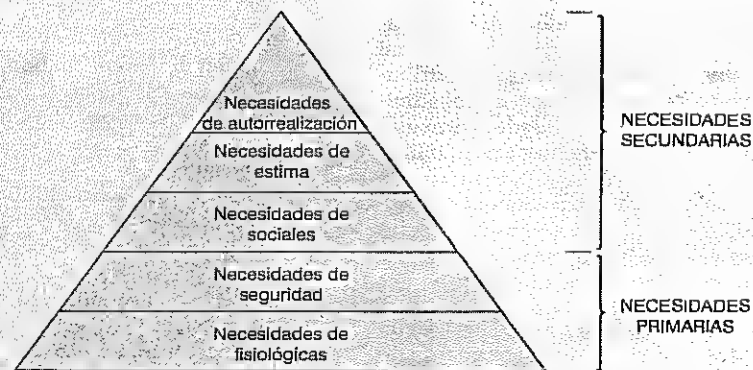 Necesidades
de autorrealización
Necesidades de
estima
Necesidades de
sociales
Necesidades de
seguridad
Necesidades de
fisiológicas
NECESIDADES
SECUNDARIAS
NECESIDADES
PRIMARIAS